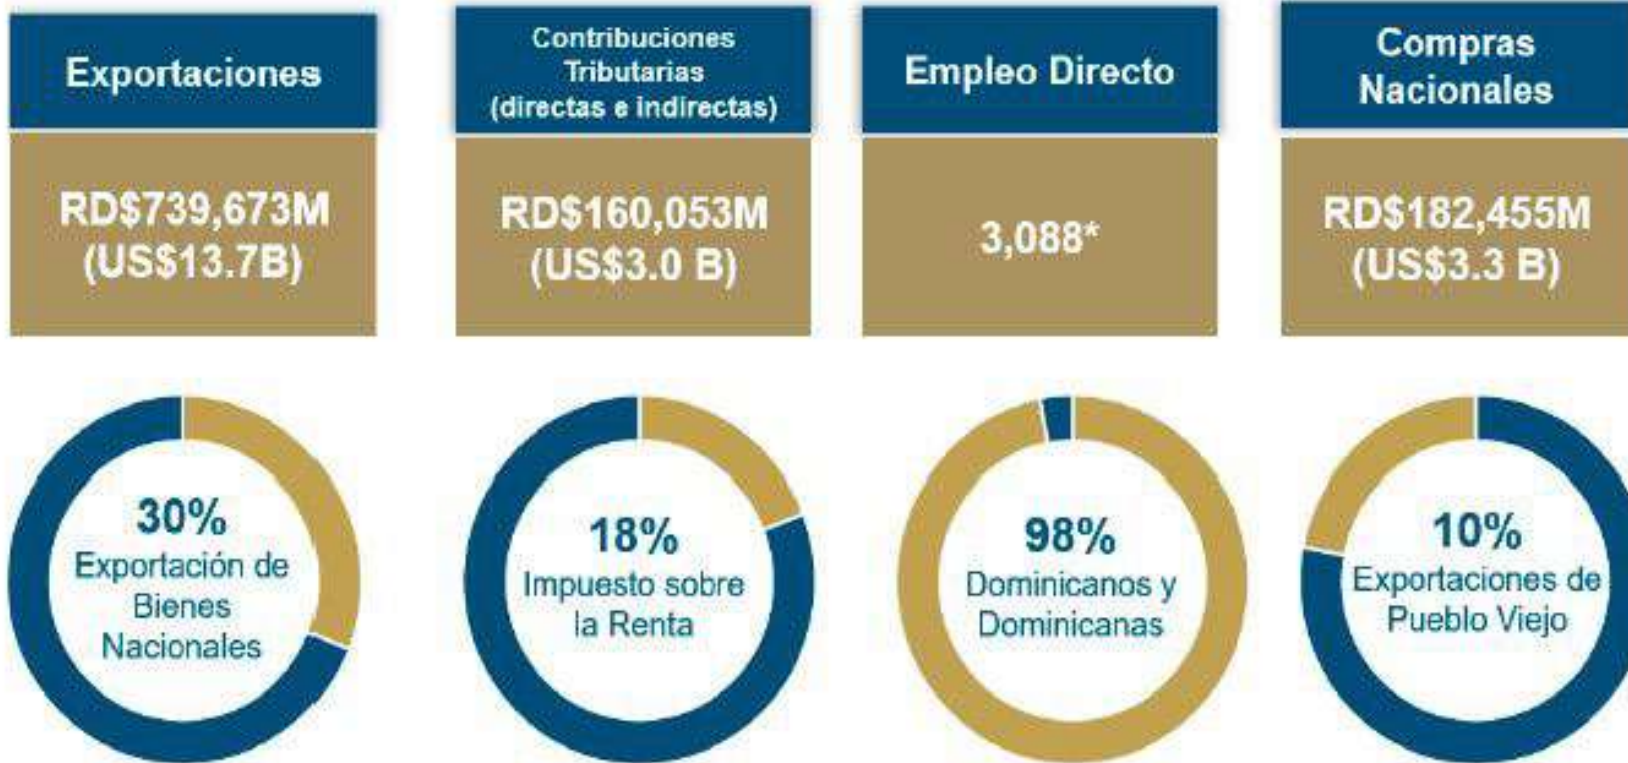 Exportaciones
RD$739,673M
(US$13.7B)
Contribuciones
Tributarias
(directas e indirectas)
RD$160,053M
(US$3.0 B)
Empleo Directo
3,088*
Compras
Nacionales
RD$182,455M
(US$3.3 B)
30%
Exportación de
Bienes
Nacionales
18%
Impuesto sobre
la Renta
98%
Dominicanos y
Dominicanas
10%
Exportaciones de
Pueblo Viejo